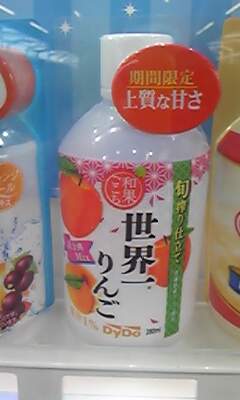 期間限定
上質な甘さ
和果
ごこち
旬搾り仕立て
世界一
りんご
Mix
DyDo
280ml